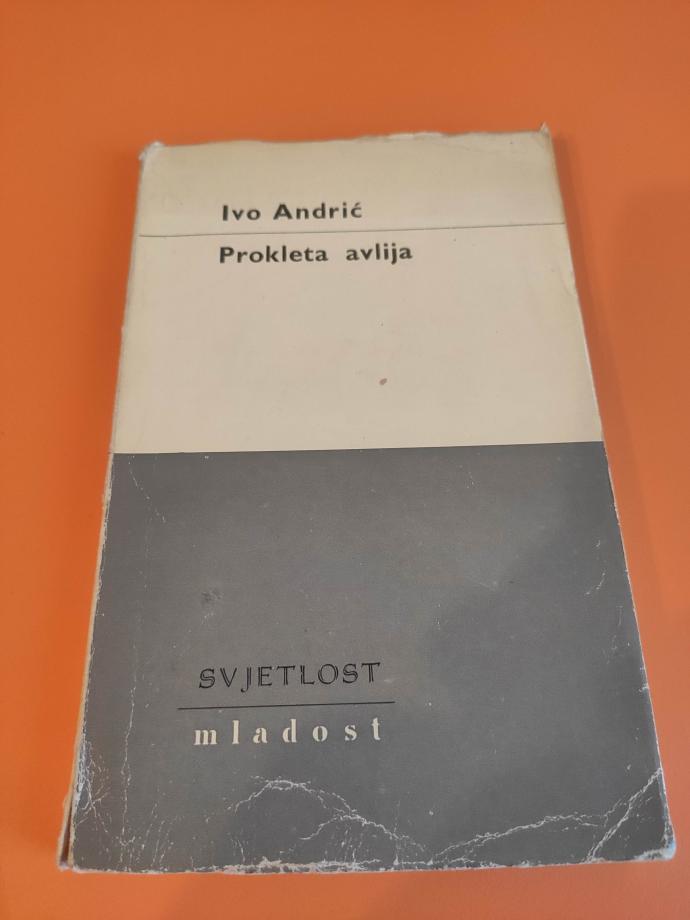 Ivo Andrić
Prokleta avlija
SVJETLOST
mladost